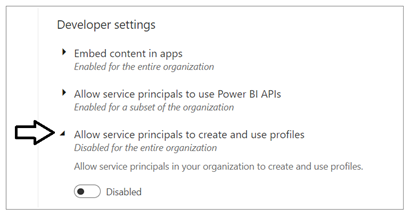 Developer settings
Embed content in apps
Enabled for the entire organization
Allow service principals to use Power BI APIs
Enabled for a subset of the organization
Allow service principals to create and use profiles
Disabled for the entire organization
Allow service principals in your organization to create and use profiles.
Disabled